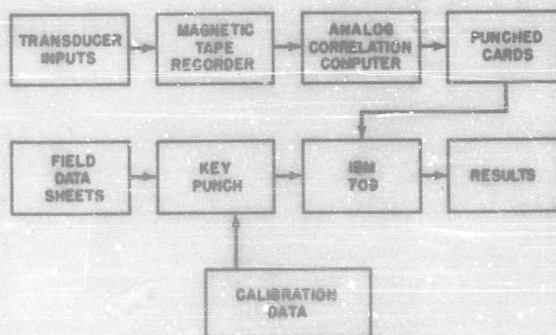 TRANSDUCER
INPUTS
MAGNETIC
TAPE
RECORDER
ANALOG
CORRELATION
COMPUTER
PUNCHED
CARDS
FIELD
DATA
SHEETS
KEY
PUNCH
IBM
709
RESULTS
CALIBRATION
DATA